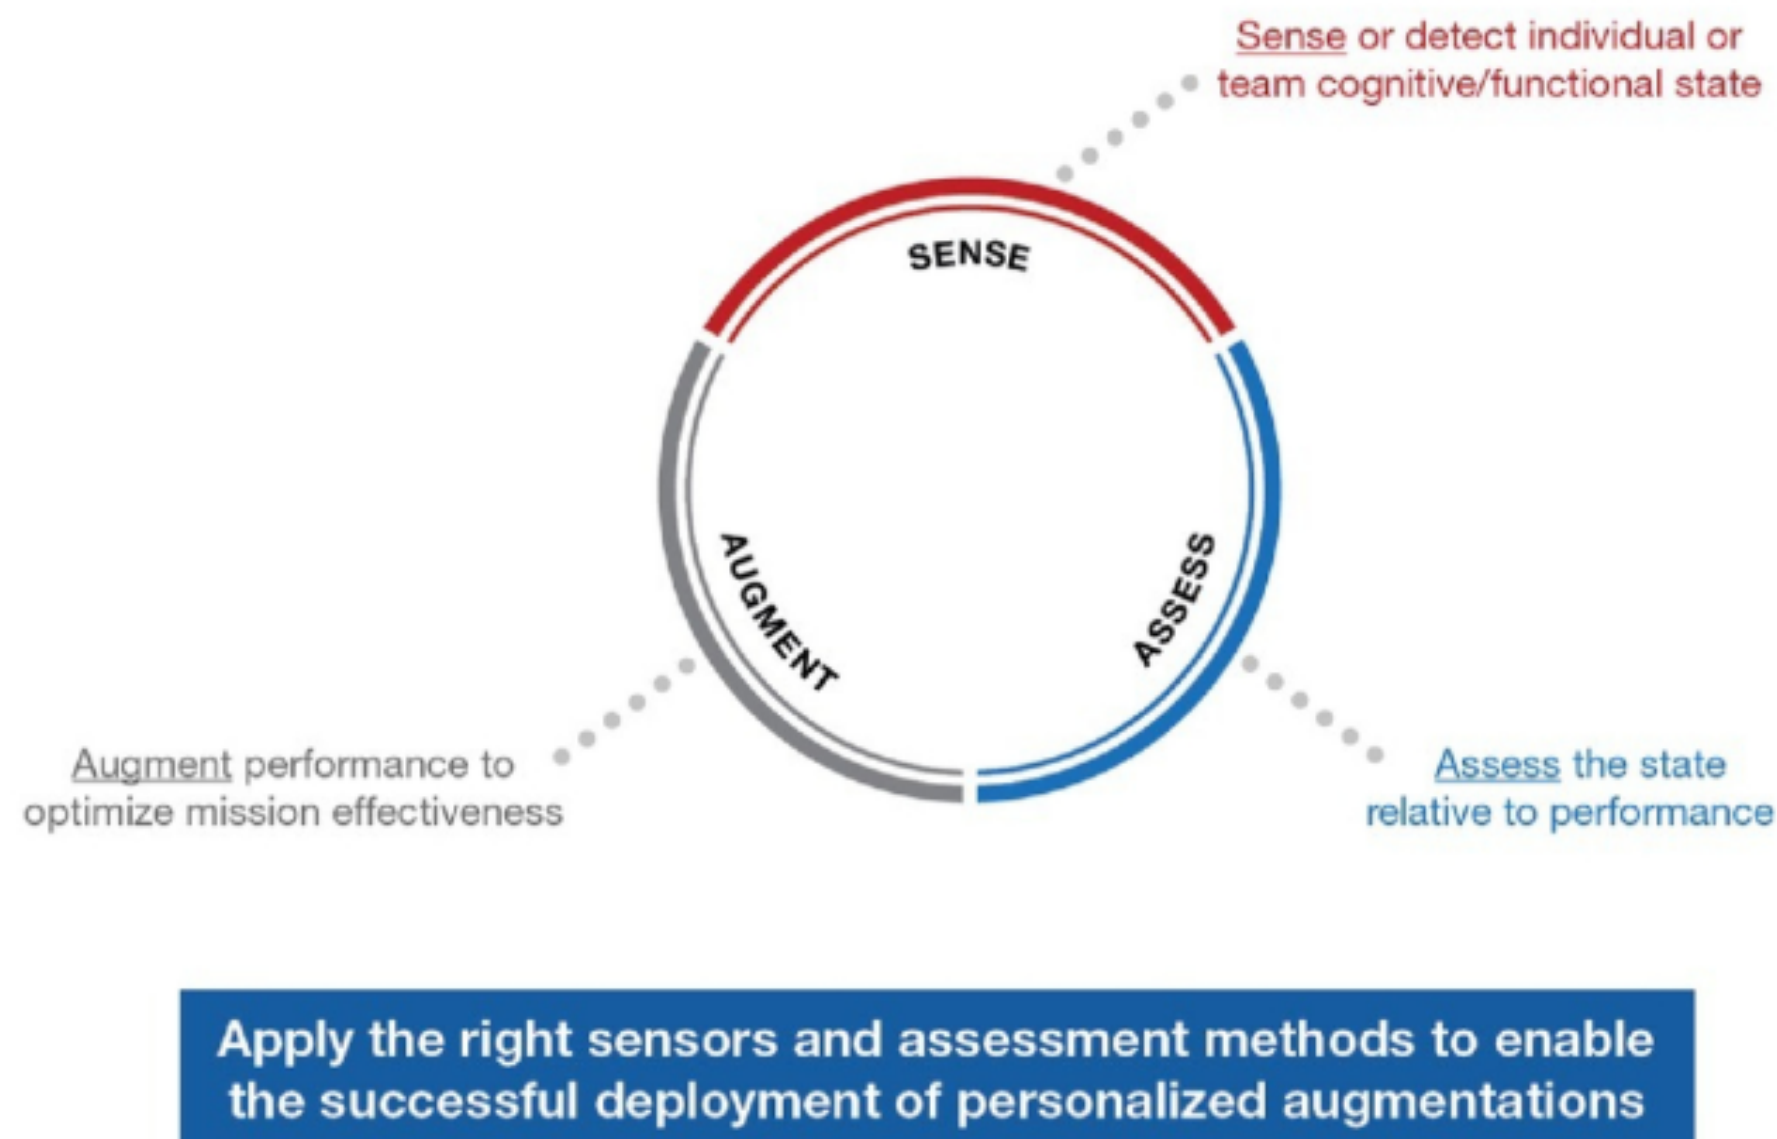 Sense or detect individual or
team cognitive/functional state
SENSE
AUGMENT
ASSESS
Augment performance to
optimize mission effectiveness
Assess the state
relative to performance
Apply the right sensors and assessment methods to enable
the successful deployment of personalized augmentations